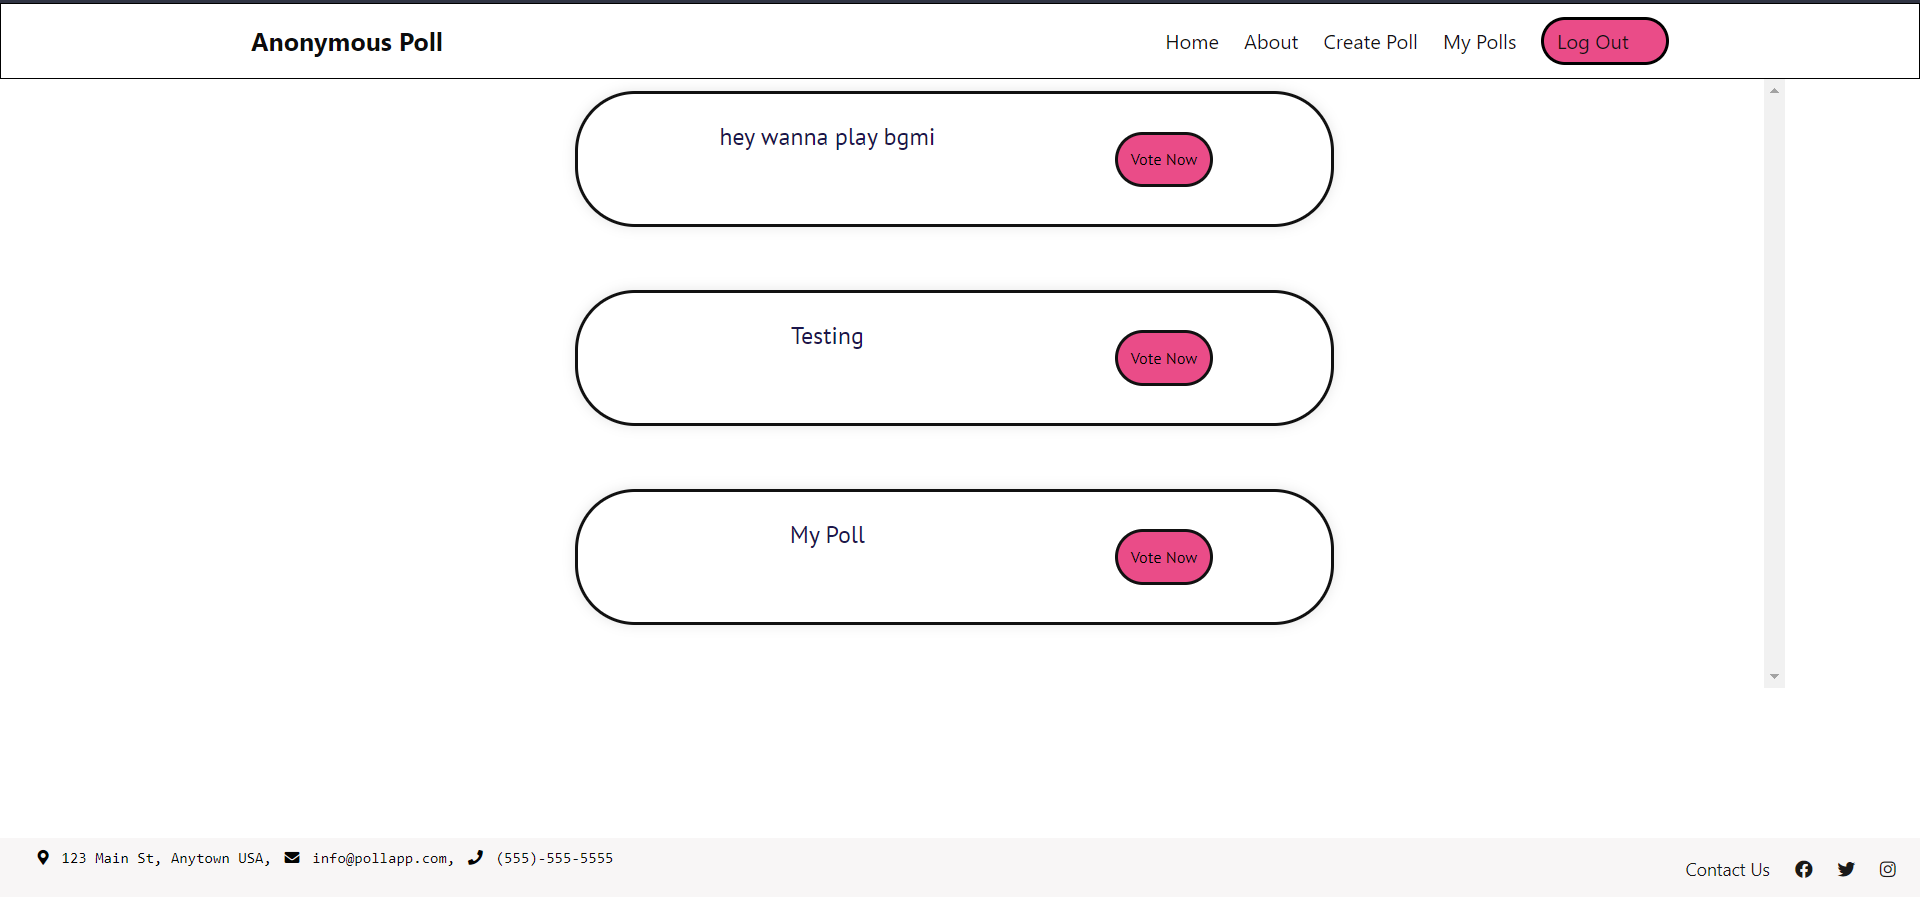 Anonymous Poll
Home About Create Poll My Polls Log Out
hey wanna play bgmi
Vote Now
Testing
Vote Now
My Poll
Vote Now
123 Main St, Anytown USA, info@pollapp.com, (555)-555-5555
Contact Us